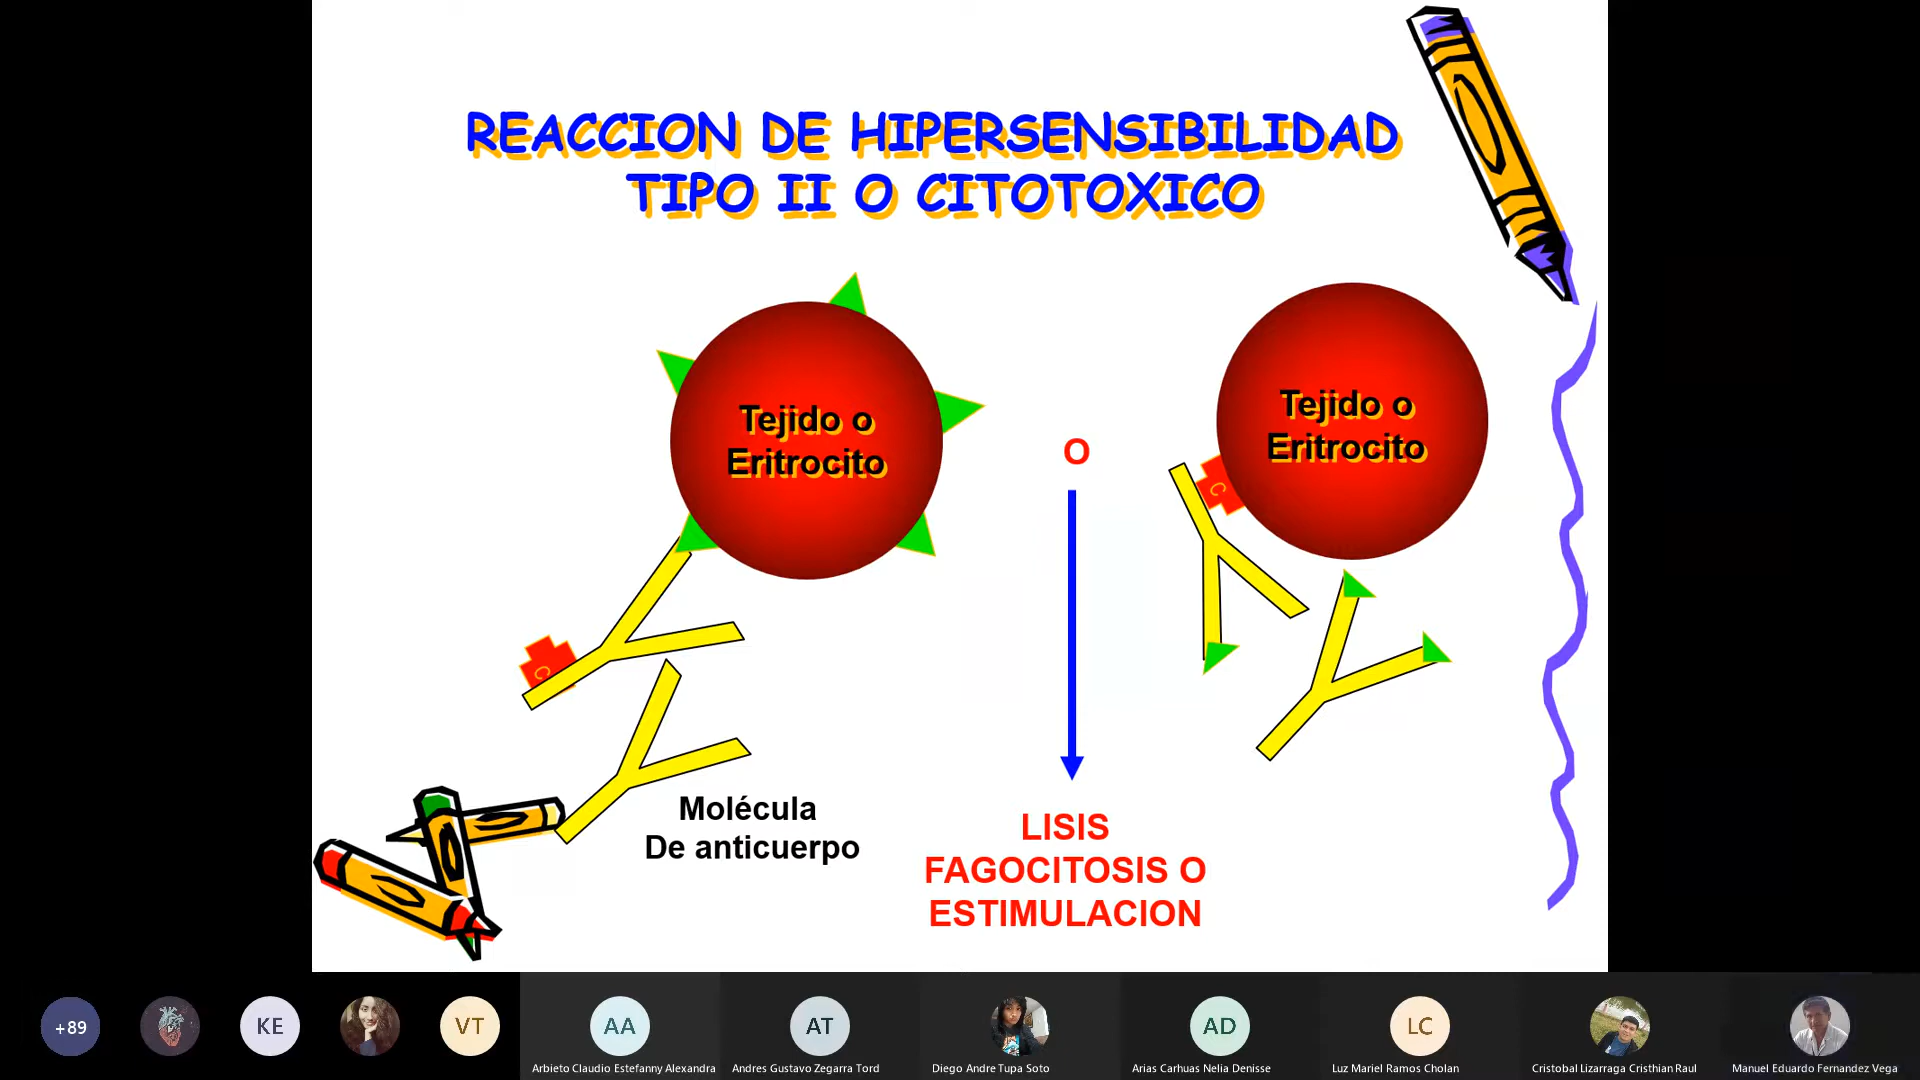 REACCION DE HIPERSENSIBILIDAD
TIPO II O CITOTOXICO
Tejido o
Eritrocito
O
Tejido o
Eritrocito
C
C
Molécula
De anticuerpo
LISIS
FAGOCITOSIS O
ESTIMULACION
+89
KE
VT
AA
AT
AD
LC
Arbieto Claudio Estefanny Alexandra
Andres Gustavo Zegarra Tord
Diego Andre Tupa Soto
Arias Carhuas Nelia Denisse
Luz Mariel Ramos Cholan
Cristobal Lizarraga Cristhian Raul
Manuel Eduardo Fernandez Vega